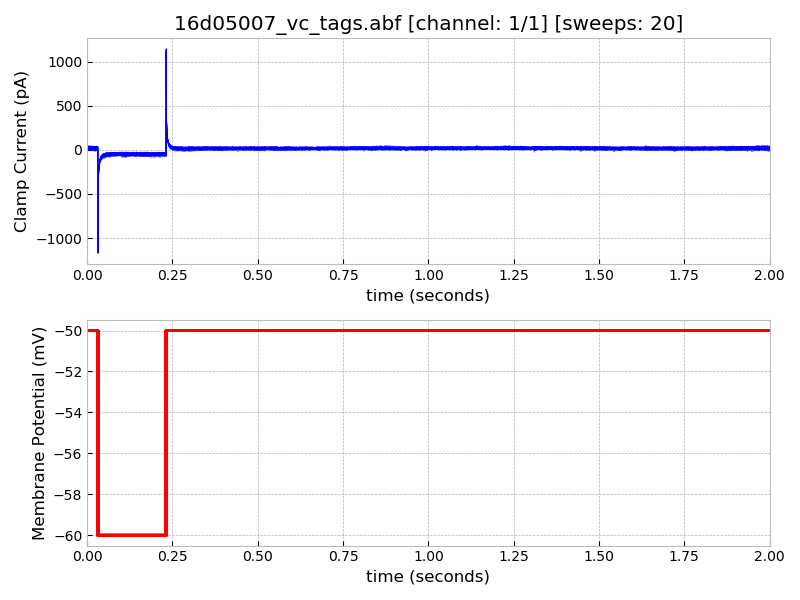 16d05007_vc_tags.abf [channel: 1/1] [sweeps: 20]
Clamp Current (pA)
1000
500
0
−500
−1000
0.00 0.25 0.50 0.75 1.00 1.25 1.50 1.75 2.00
time (seconds)
Membrane Potential (mV)
−50
−52
−54
−56
−58
−60
0.00 0.25 0.50 0.75 1.00 1.25 1.50 1.75 2.00
time (seconds)